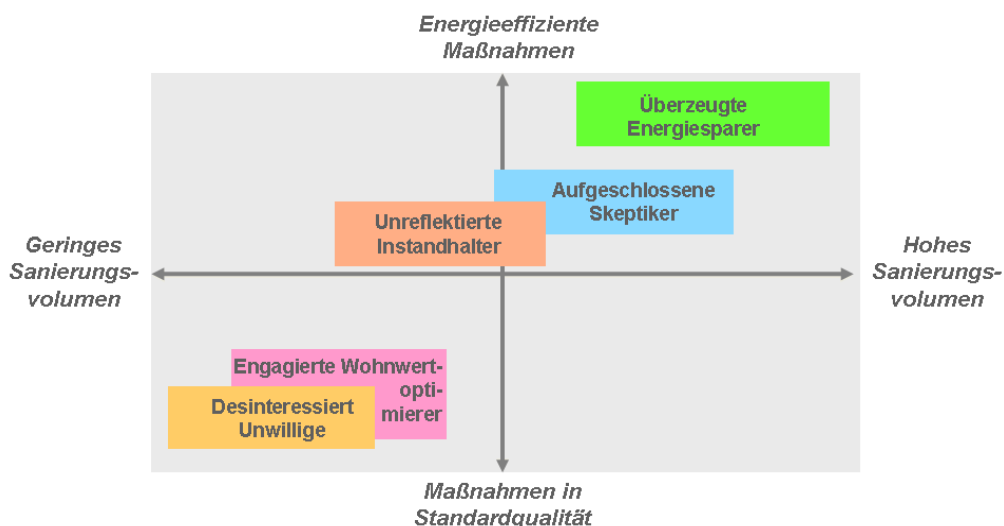 Energieeffiziente
Maßnahmen
Überzeugte
Energiesparer
Aufgeschlossene
Skeptiker
Unreflektierte
Instandhalter
Geringes
Sanierungs-
volumen
Hohes
Sanierungs-
volumen
Engagierte Wohnwert-
opti-
mierer
Desinteressiert
Unwillige
Maßnahmen in
Standardqualität